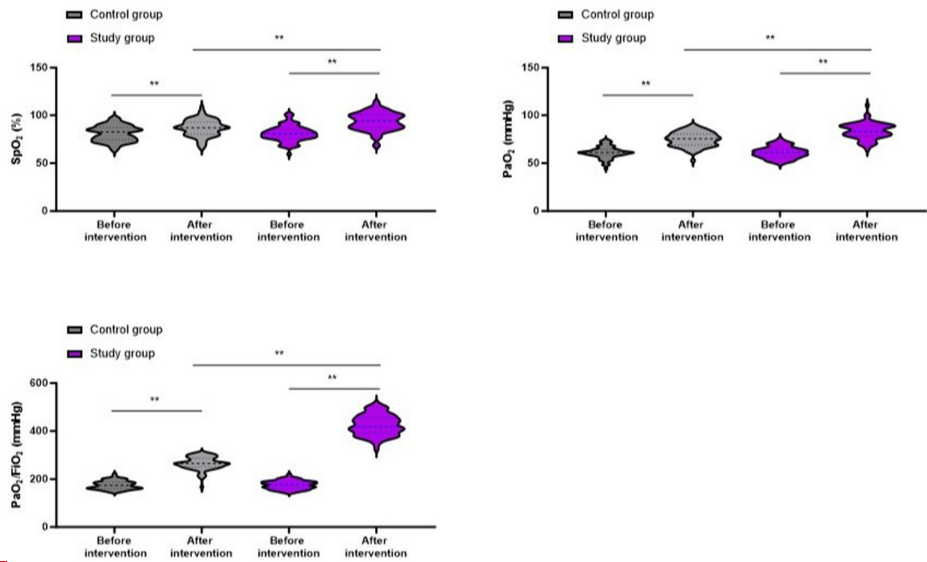 Control group
Study group
**
**
**
SpO₂ (%)
150
100
50
0
Before intervention
After intervention
Before intervention
After intervention
Control group
Study group
**
**
**
PaO₂ (mmHg)
150
100
50
0
Before intervention
After intervention
Before intervention
After intervention
Control group
Study group
**
**
**
PaO₂/FiO₂ (mmHg)
600
400
200
0
Before intervention
After intervention
Before intervention
After intervention